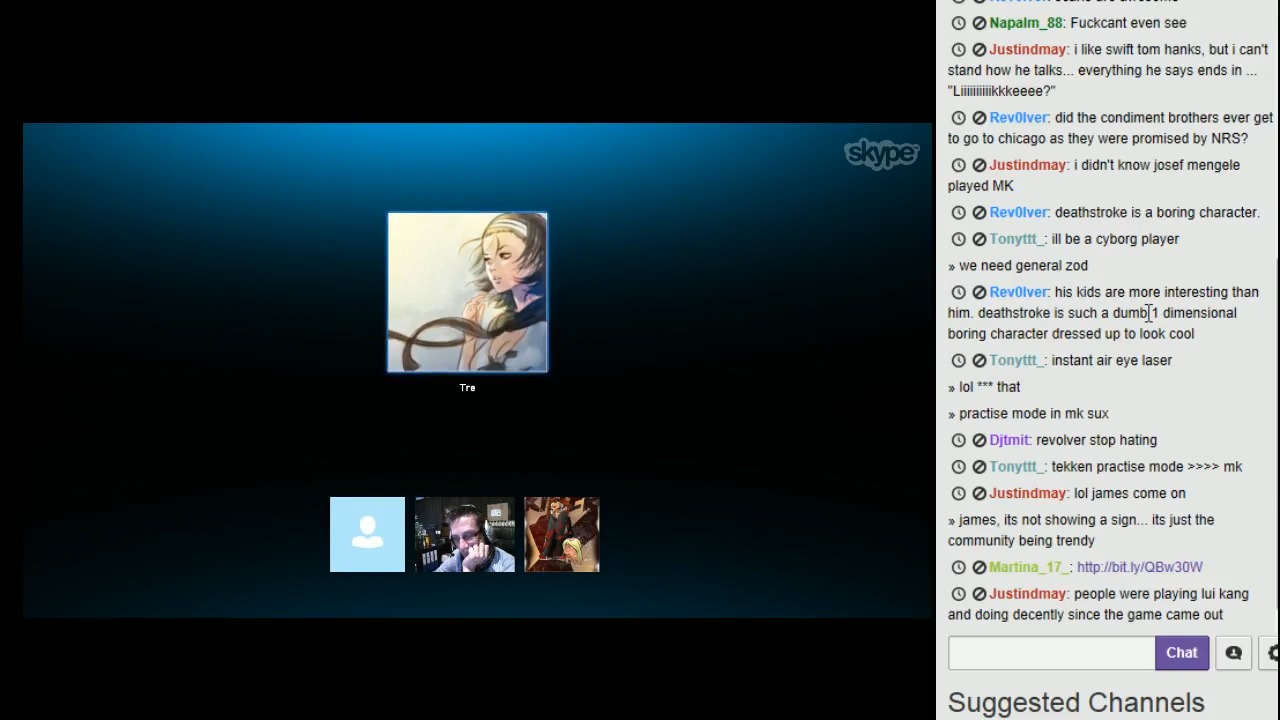 skype
Tre
Napalm_88: Fuckcant even see
Justindmay: i like swift tom hanks, but i can't
stand how he talks... everything he says ends in ...
"Liiiiiiiiiikkkeeee?"
Rev0lver: did the condiment brothers ever get
to go to chicago as they were promised by NRS?
Justindmay: i didn't know josef mengele
played MK
Rev0lver: deathstroke is a boring character.
Tonyttt_: ill be a cyborg player
» we need general zod
Rev0lver: his kids are more interesting than
him. deathstroke is such a dumb 1 dimensional
boring character dressed up to look cool
Tonyttt_: instant air eye laser
» lol *** that
» practise mode in mk sux
Djtmit: revolver stop hating
Tonyttt_: tekken practise mode >>>> mk
Justindmay: lol james come on
» james, its not showing a sign... its just the
community being trendy
Martina_17_: http://bit.ly/QBw30W
Justindmay: people were playing lui kang
and doing decently since the game came out
Chat
Suggested Channels